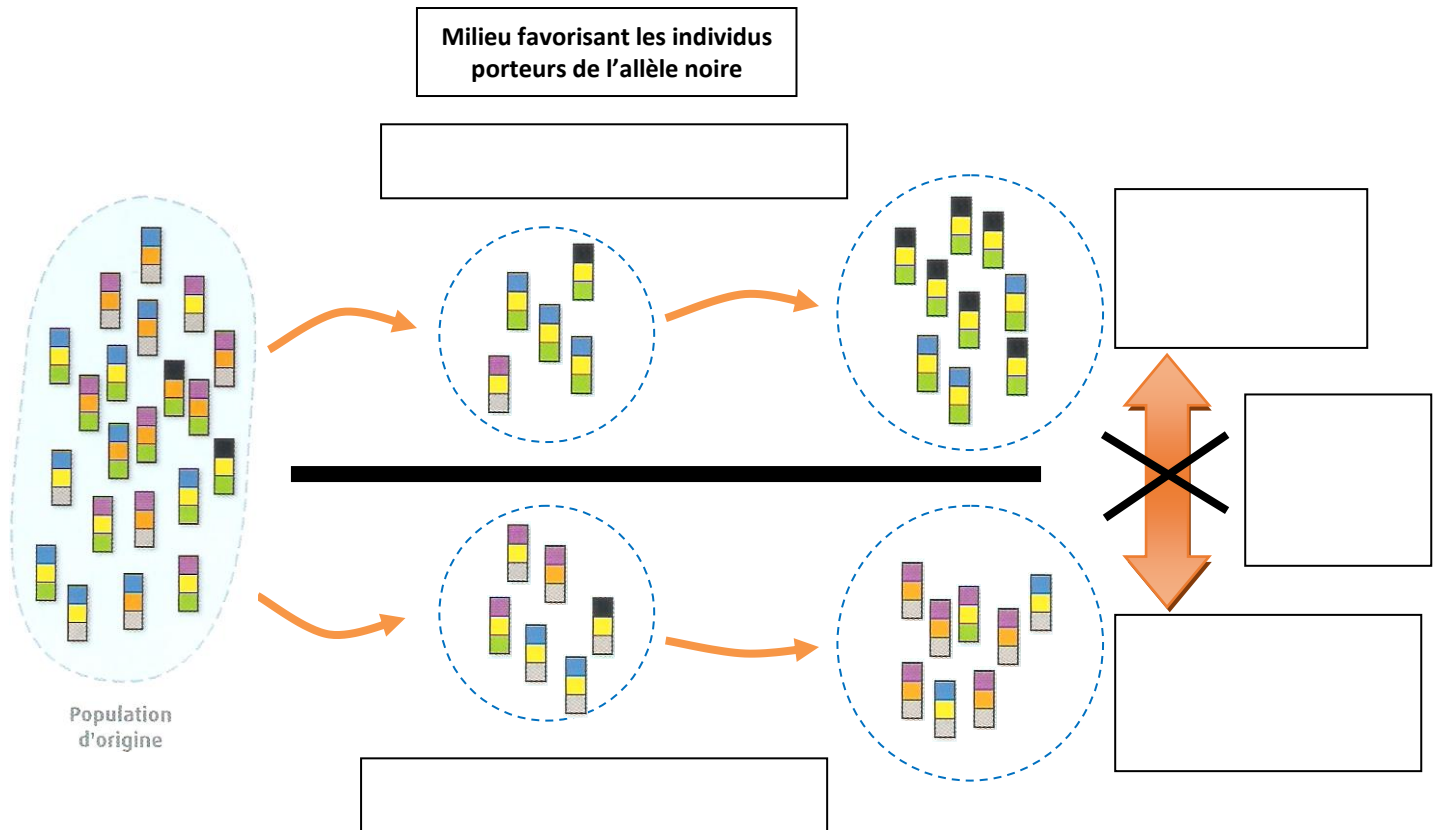 Milieu favorisant les individus
porteurs de l’allèle noire
Population
d'origine